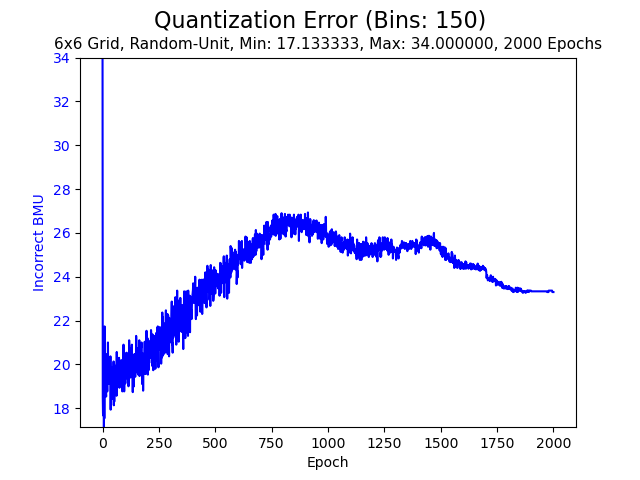 Quantization Error (Bins: 150)
6x6 Grid, Random-Unit, Min: 17.133333, Max: 34.000000, 2000 Epochs
34
32
30
28
26
24
22
20
18
Incorrect BMU
0 250 500 750 1000 1250 1500 1750 2000
Epoch